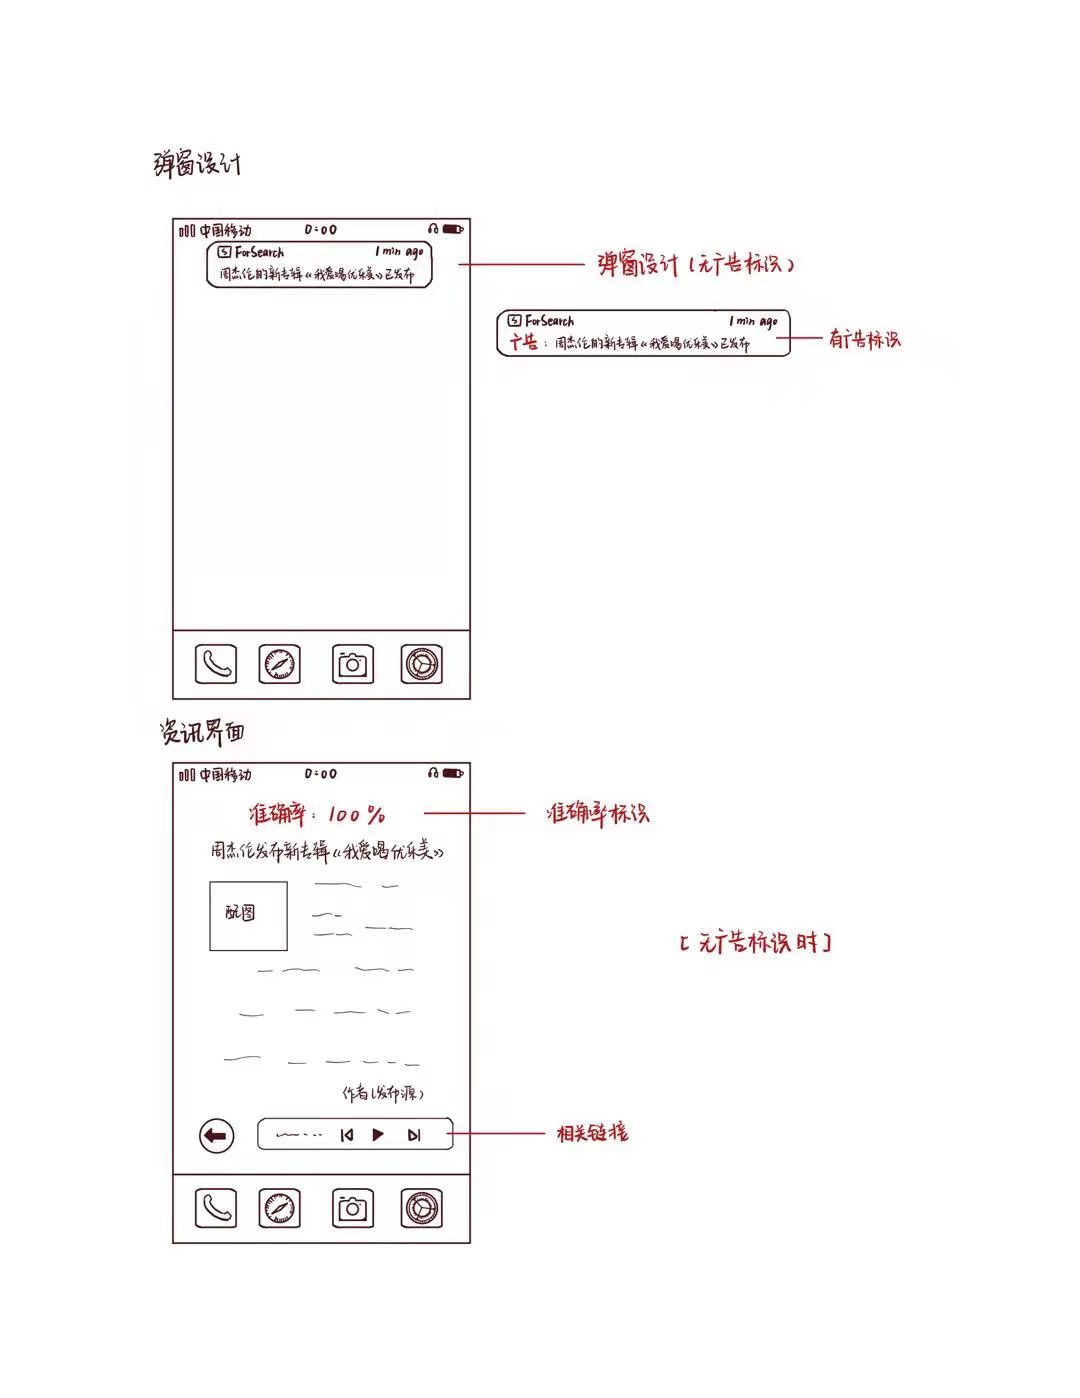 弹窗设计
中国移动 0:00
S ForSearch 1 min ago
周杰伦的新专辑《我爱喝优乐美》已发布
弹窗设计(无广告标识)
S ForSearch 1 min ago
广告:周杰伦的新专辑《我爱喝优乐美》已发布
有广告标识
资讯界面
中国移动 0:00
准确率:100%
准确率标识
周杰伦发布新专辑《我爱喝优乐美》
配图
[无广告标识时]
作者(发布源)
相关链接